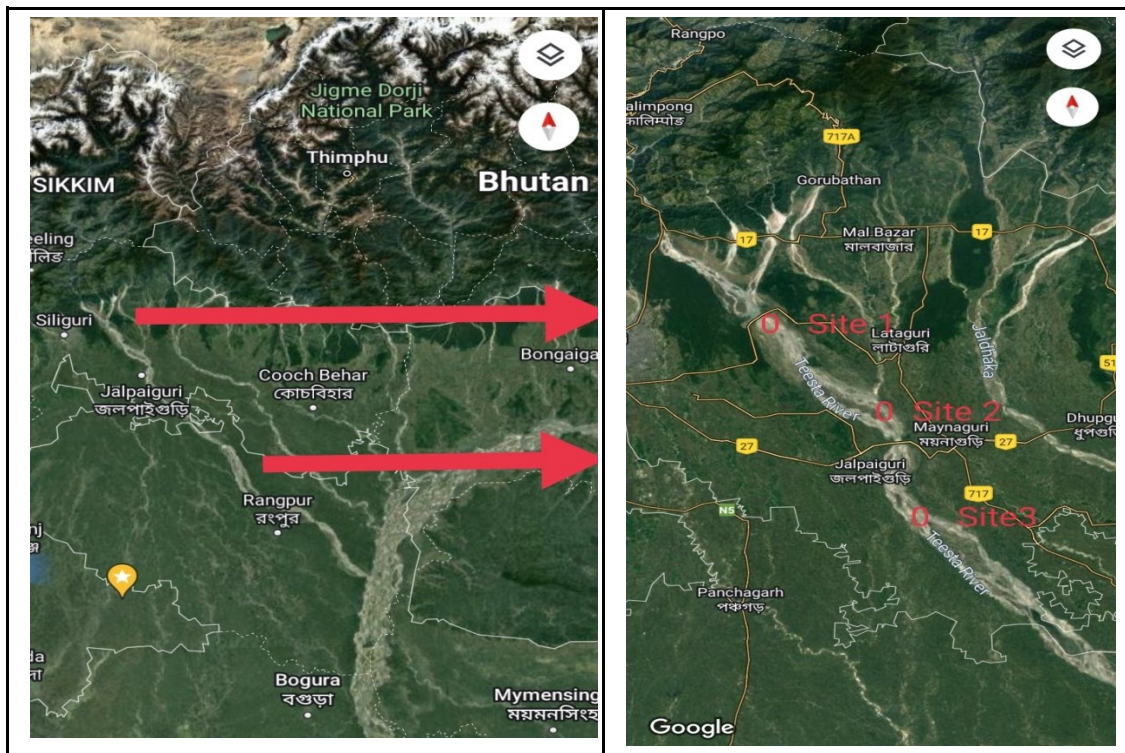 Jigme Dorji
National Park
Thimphu
SIKKIM
Bhutan
eeling
Siliguri
Bongaiga
Jalpaiguri
জলপাইগুড়ি
Cooch Behar
কোচবিহার
Rangpur
রংপুর
nj
Bogura
বগুড়া
Mymensing
ময়মনসিংহ
da
Rangpo
alimpong
717A
Gorubathan
17
Mal Bazar
মালবাজার
17
0 Site 1
Lataguri
লাটাগুরি
Jaldhaka
51
Teesta River
0 Site 2
Maynaguri
ময়নাগুড়ি
Dhupgu
ধূপগুড়ি
27
27
Jalpaiguri
জলপাইগুড়ি
717
N5
0 Site3
Teesta River
Panchagarh
পঞ্চগড়
Google